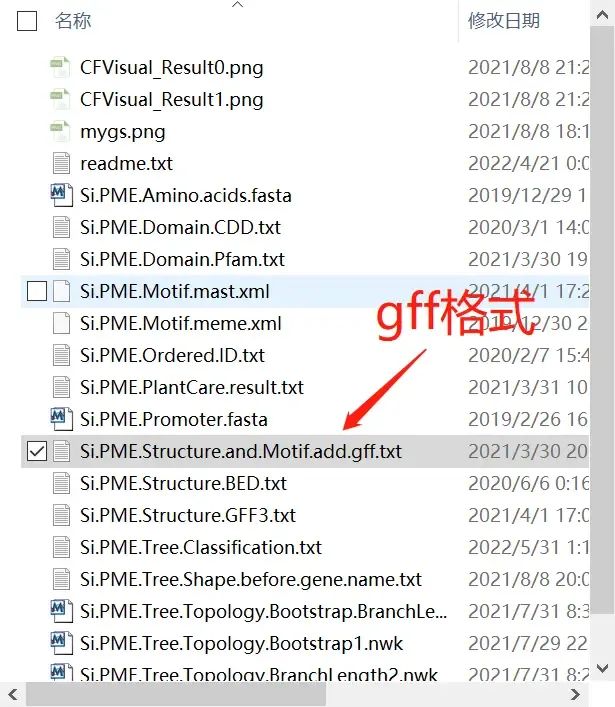 名称 修改日期
CFVisual_Result0.png 2021/8/8 21:2
CFVisual_Result1.png 2021/8/8 21:2
mygs.png 2021/8/8 18:1
readme.txt 2022/4/21 0:0
Si.PME.Amino.acids.fasta 2019/12/29 1
Si.PME.Domain.CDD.txt 2020/3/1 14:0
Si.PME.Domain.Pfam.txt 2021/3/30 19
Si.PME.Motif.mast.xml 2021/4/1 17:2
gff格式
Si.PME.Motif.meme.xml 2019/12/30 2
Si.PME.Ordered.ID.txt 2020/2/7 15:4
Si.PME.PlantCare.result.txt 2021/3/31 10
Si.PME.Promoter.fasta 2019/2/26 16
Si.PME.Structure.and.Motif.add.gff.txt 2021/3/30 20
Si.PME.Structure.BED.txt 2020/6/6 0:16
Si.PME.Structure.GFF3.txt 2021/4/1 17:0
Si.PME.Tree.Classification.txt 2022/5/31 1:1
Si.PME.Tree.Shape.before.gene.name.txt 2021/8/8 20:0
Si.PME.Tree.Topology.Bootstrap.BranchLe... 2021/7/31 8:3
Si.PME.Tree.Topology.Bootstrap1.nwk 2021/7/29 22
Si.PME.Tree.Topology.BranchLength2.nwk 2021/7/31 8:2